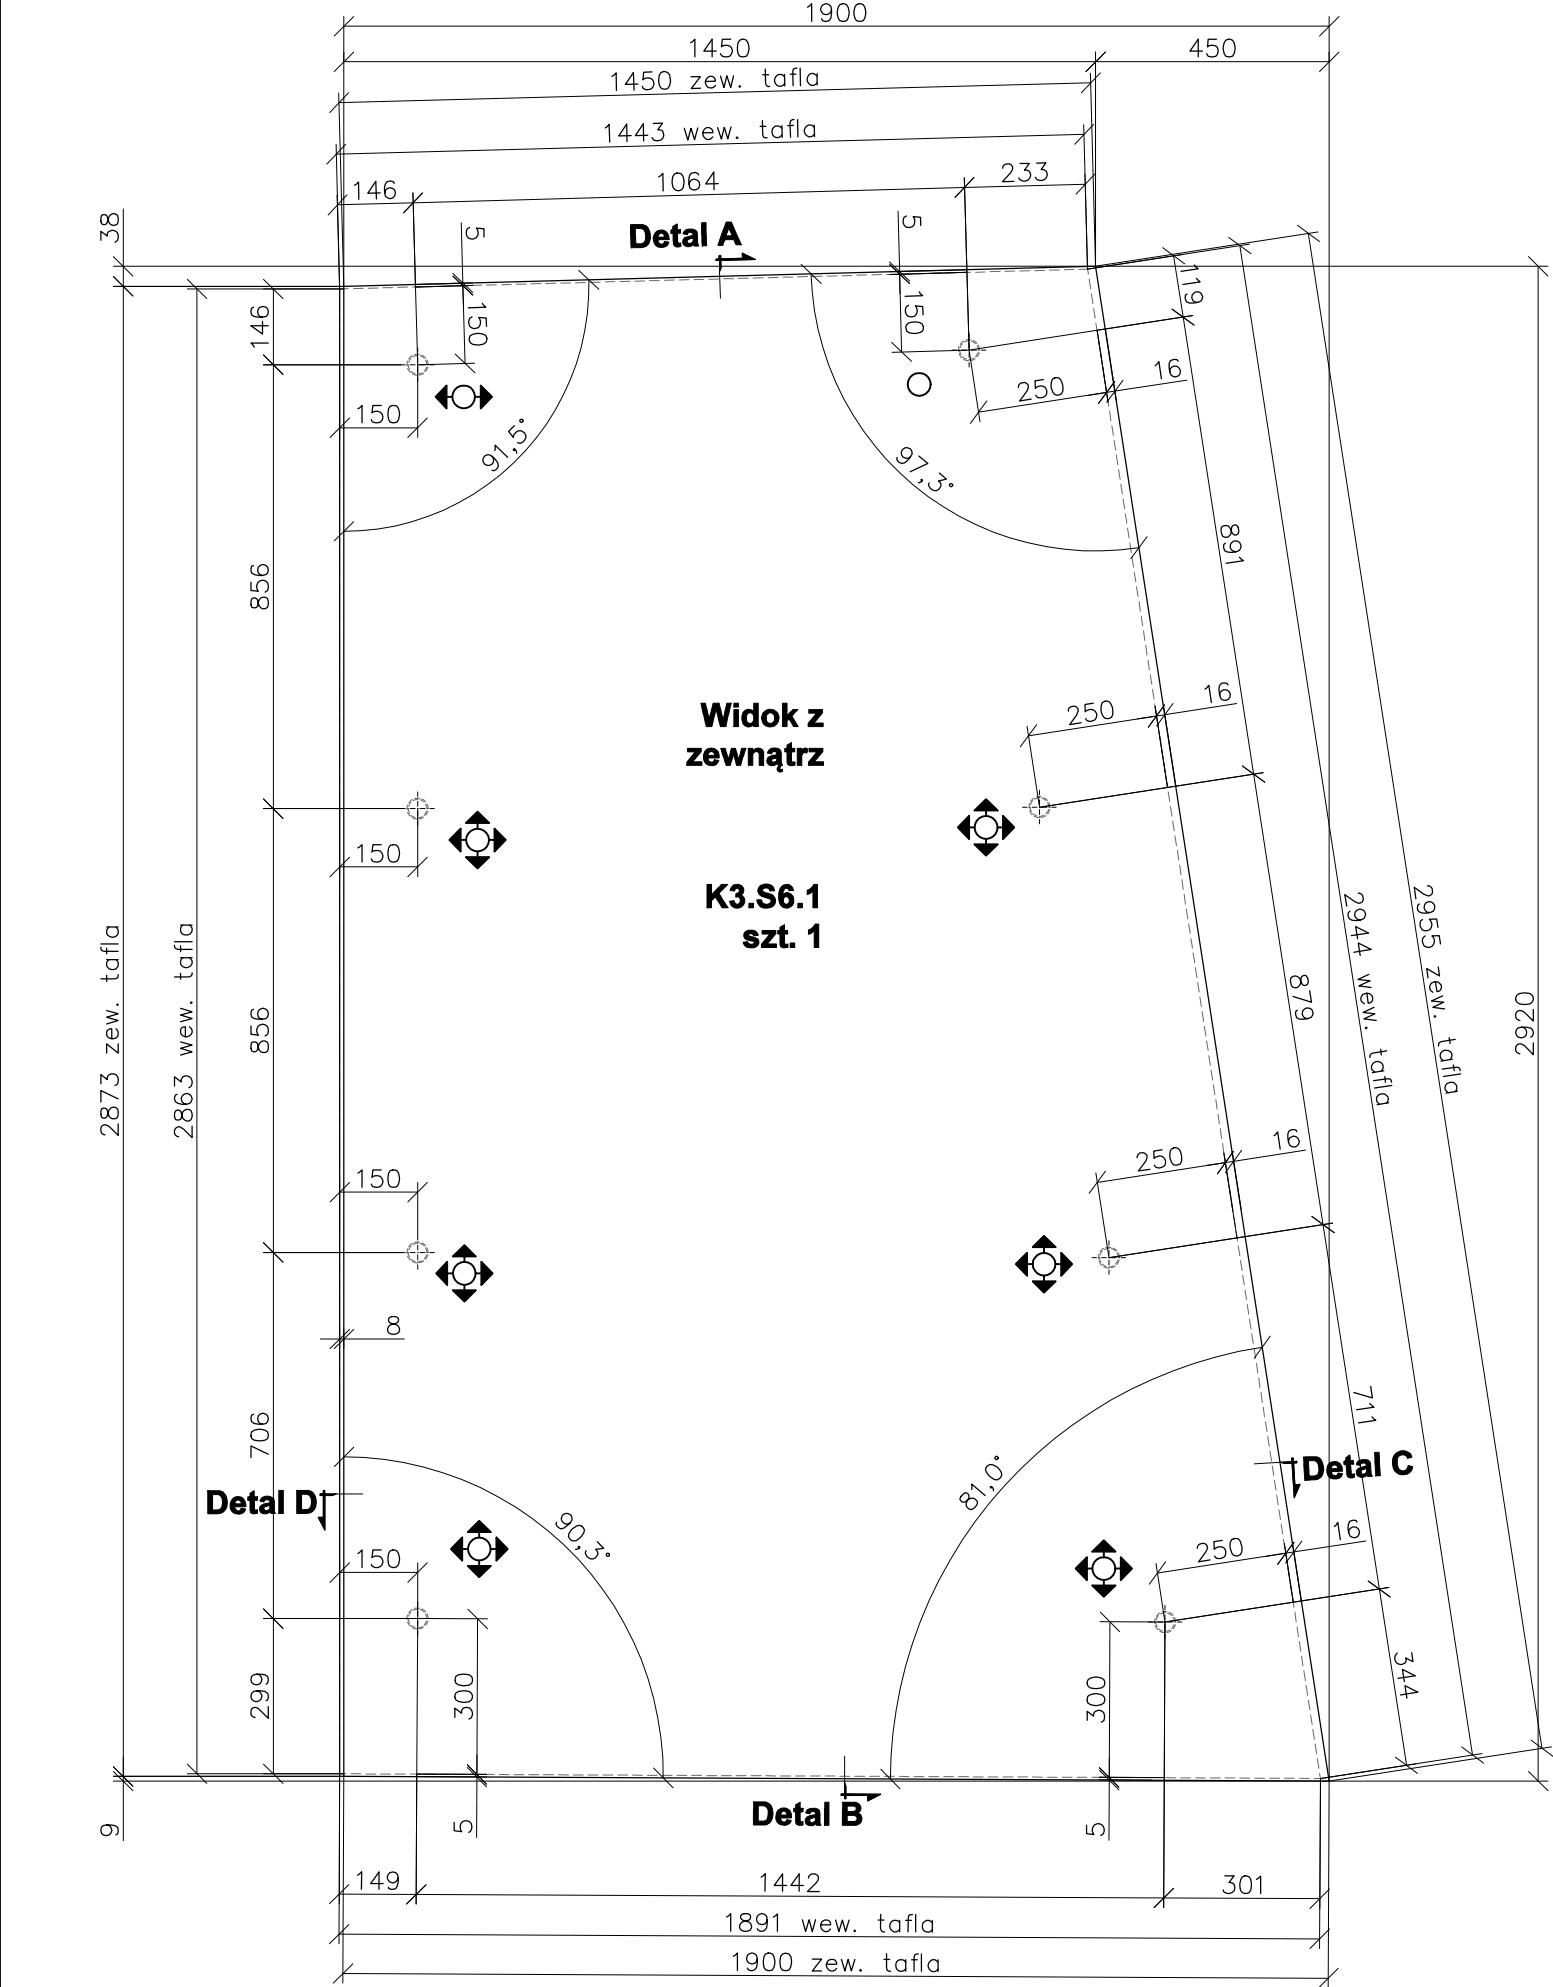 1900
1450
450
1450 zew. tafla
1443 wew. tafla
146
1064
233
38
5
Detal A
5
146
150
150
119
150
250
16
91,5°
97,3°
856
891
250
16
Widok z
zewnątrz
150
K3.S6.1
szt. 1
2873 zew. tafla
2863 wew. tafla
2944 wew. tafla
2955 zew. tafla
856
879
2920
150
250
16
8
706
711
Detal D
90,3°
81,0°
Detal C
150
250
16
299
300
300
344
9
5
Detal B
5
149
1442
301
1891 wew. tafla
1900 zew. tafla